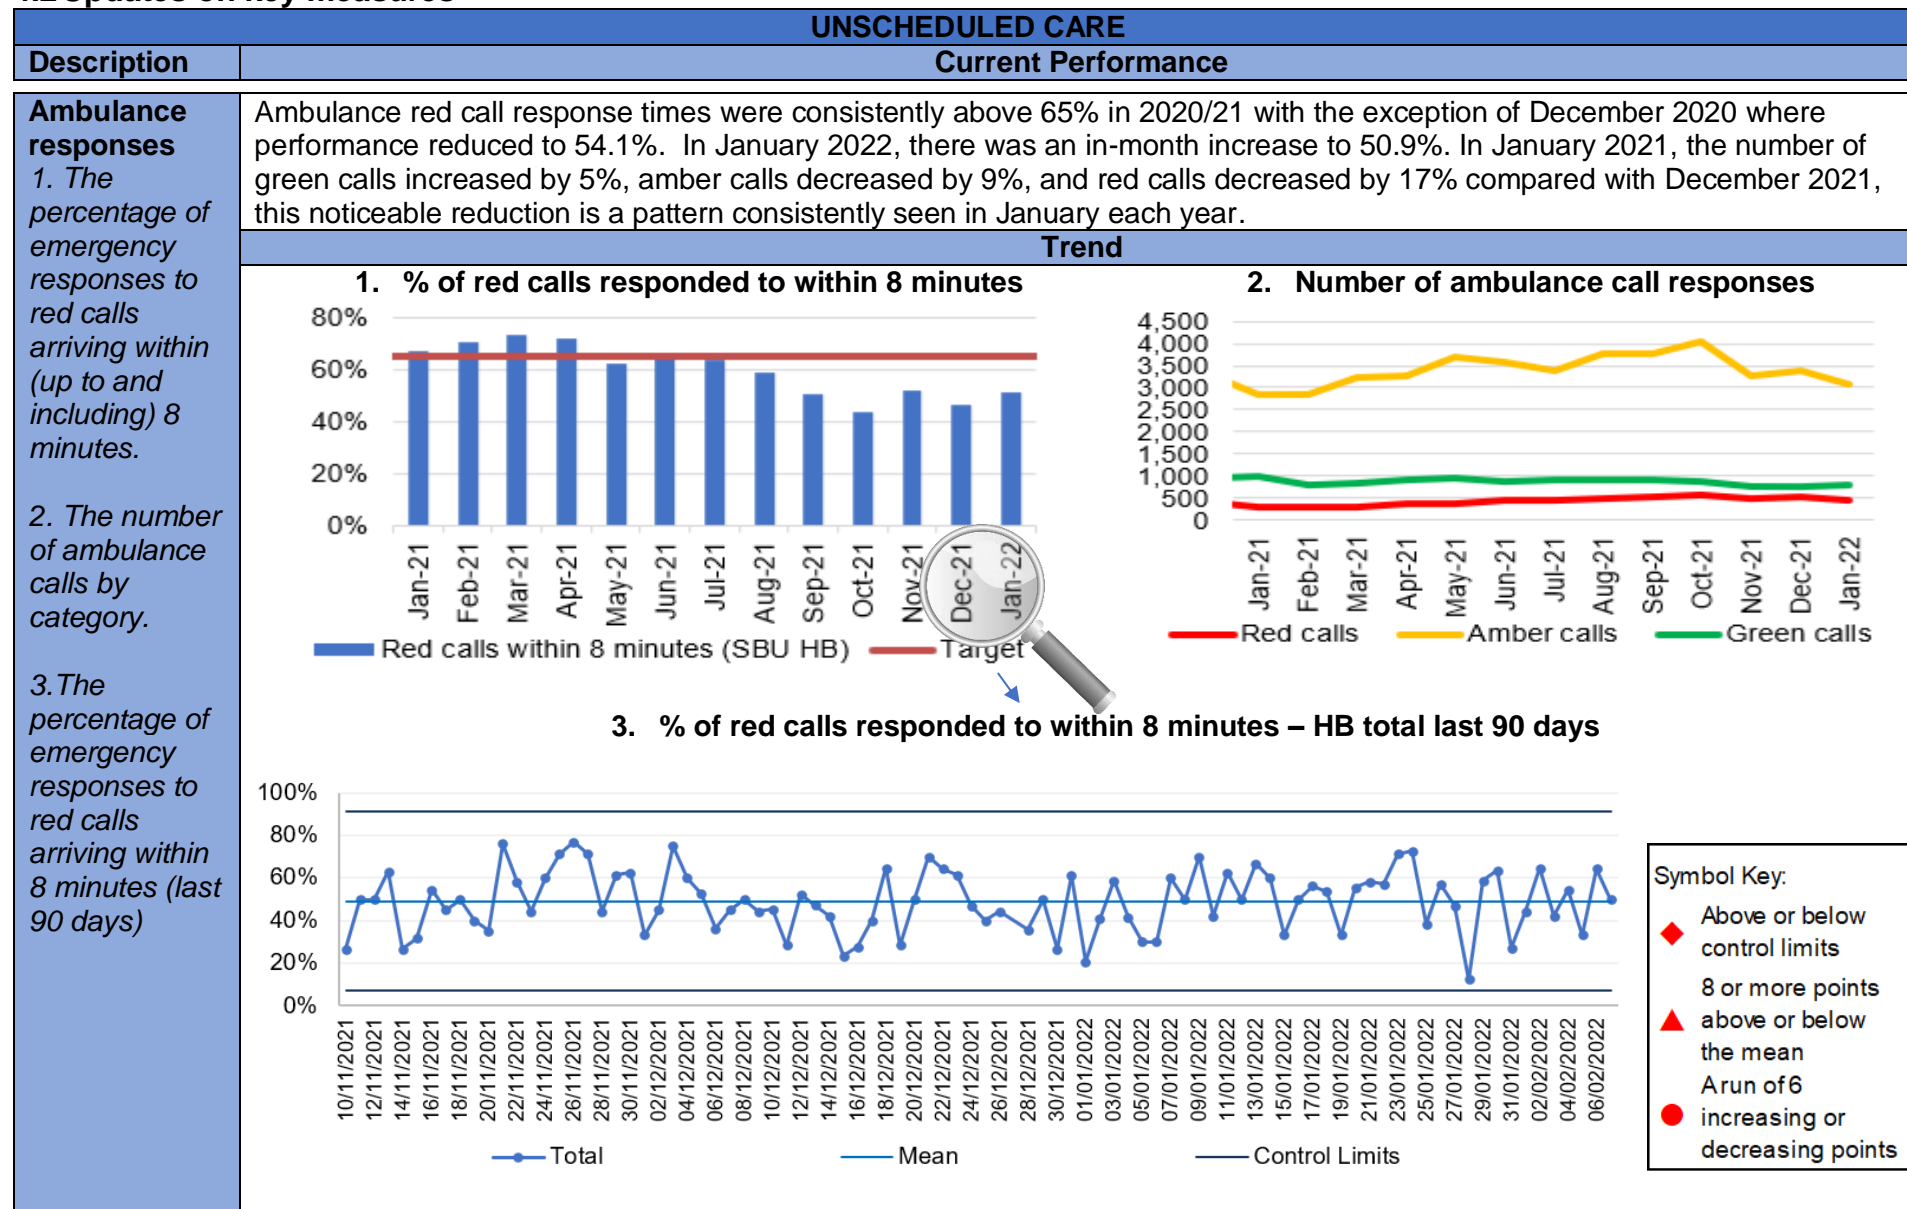 4.2 Updates on key measures
UNSCHEDULED CARE
Description
Current Performance
Ambulance
responses
1. The
percentage of
emergency
responses to
red calls
arriving within
(up to and
including) 8
minutes.
2. The number
of ambulance
calls by
category.
3.The
percentage of
emergency
responses to
red calls
arriving within
8 minutes (last
90 days)
Ambulance red call response times were consistently above 65% in 2020/21 with the exception of December 2020 where
performance reduced to 54.1%. In January 2022, there was an in-month increase to 50.9%. In January 2021, the number of
green calls increased by 5%, amber calls decreased by 9%, and red calls decreased by 17% compared with December 2021,
this noticeable reduction is a pattern consistently seen in January each year.
Trend
1. % of red calls responded to within 8 minutes
80%
60%
40%
20%
0%
Jan-21
Feb-21
Mar-21
Apr-21
May-21
Jun-21
Jul-21
Aug-21
Sep-21
Oct-21
Nov-21
Dec-21
Jan-22
Red calls within 8 minutes (SBU HB)
Target
2. Number of ambulance call responses
4,500
4,000
3,500
3,000
2,500
2,000
1,500
1,000
500
0
Jan-21
Feb-21
Mar-21
Apr-21
May-21
Jun-21
Jul-21
Aug-21
Sep-21
Oct-21
Nov-21
Dec-21
Jan-22
Red calls
Amber calls
Green calls
3. % of red calls responded to within 8 minutes – HB total last 90 days
100%
80%
60%
40%
20%
0%
10/11/2021
12/11/2021
14/11/2021
16/11/2021
18/11/2021
20/11/2021
22/11/2021
24/11/2021
26/11/2021
28/11/2021
30/11/2021
02/12/2021
04/12/2021
06/12/2021
08/12/2021
10/12/2021
12/12/2021
14/12/2021
16/12/2021
18/12/2021
20/12/2021
22/12/2021
24/12/2021
26/12/2021
28/12/2021
30/12/2021
01/01/2022
03/01/2022
05/01/2022
07/01/2022
09/01/2022
11/01/2022
13/01/2022
15/01/2022
17/01/2022
19/01/2022
21/01/2022
23/01/2022
25/01/2022
27/01/2022
29/01/2022
31/01/2022
02/02/2022
04/02/2022
06/02/2022
Total
Mean
Control Limits
Symbol Key:
Above or below
control limits
8 or more points
above or below
the mean
A run of 6
increasing or
decreasing points